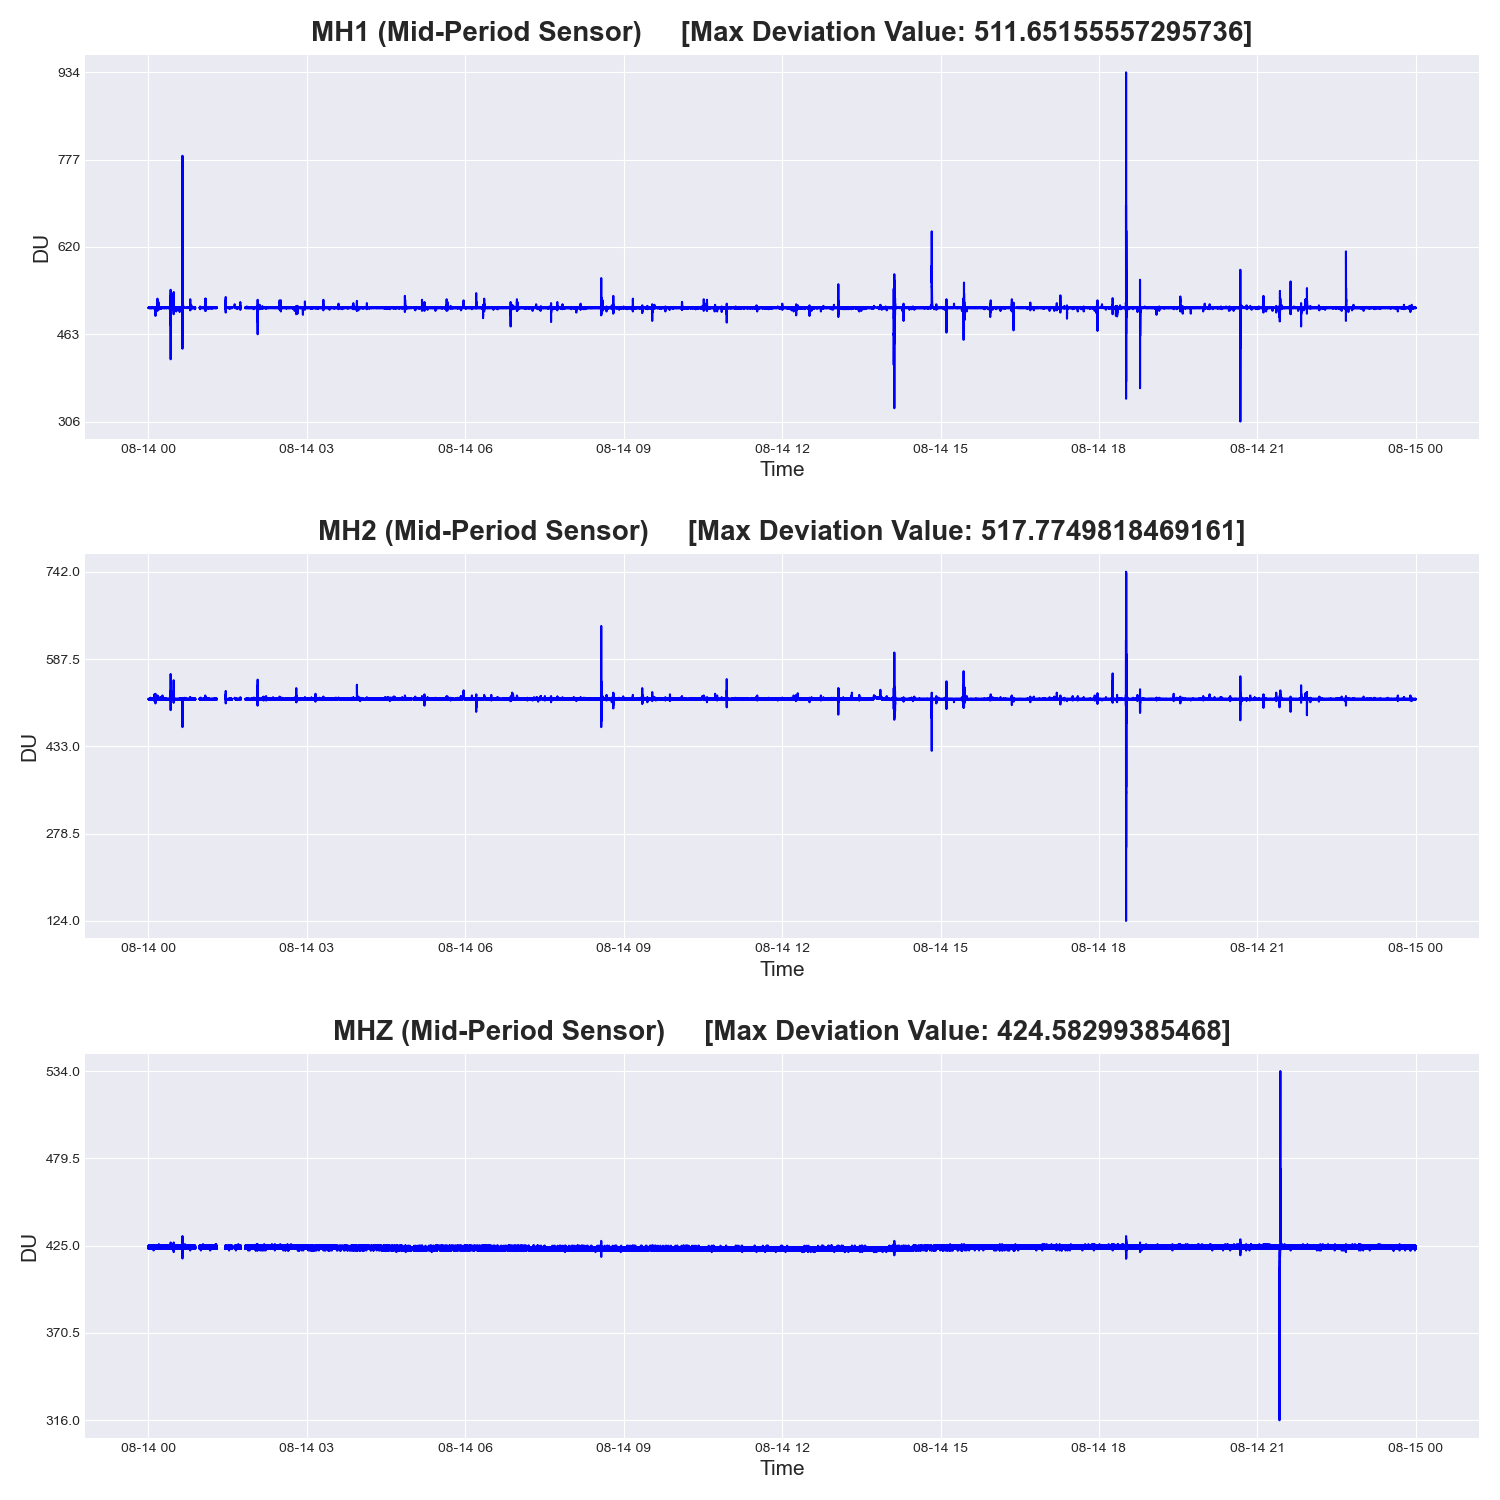 MH1 (Mid-Period Sensor) [Max Deviation Value: 511.65155557295736]
934
777
620
463
306
DU
08-14 00 08-14 03 08-14 06 08-14 09 08-14 12 08-14 15 08-14 18 08-14 21 08-15 00
Time
MH2 (Mid-Period Sensor) [Max Deviation Value: 517.7749818469161]
742.0
587.5
433.0
278.5
124.0
DU
08-14 00 08-14 03 08-14 06 08-14 09 08-14 12 08-14 15 08-14 18 08-14 21 08-15 00
Time
MHZ (Mid-Period Sensor) [Max Deviation Value: 424.58299385468]
534.0
479.5
425.0
370.5
316.0
DU
08-14 00 08-14 03 08-14 06 08-14 09 08-14 12 08-14 15 08-14 18 08-14 21 08-15 00
Time